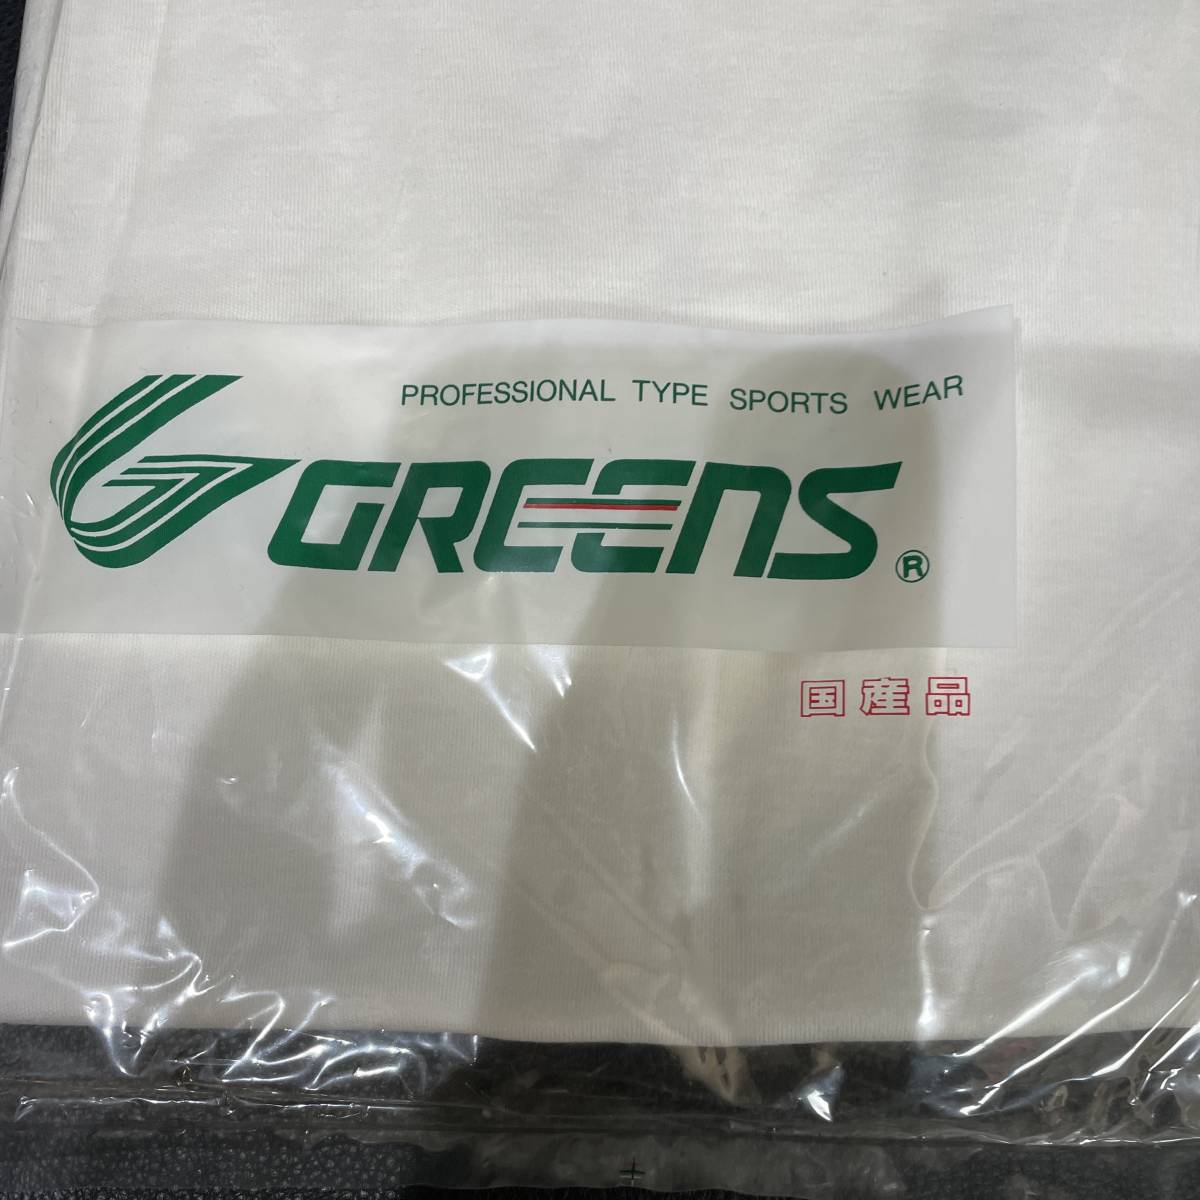 PROFESSIONAL TYPE SPORTS WEAR
GREENS ®
国産品